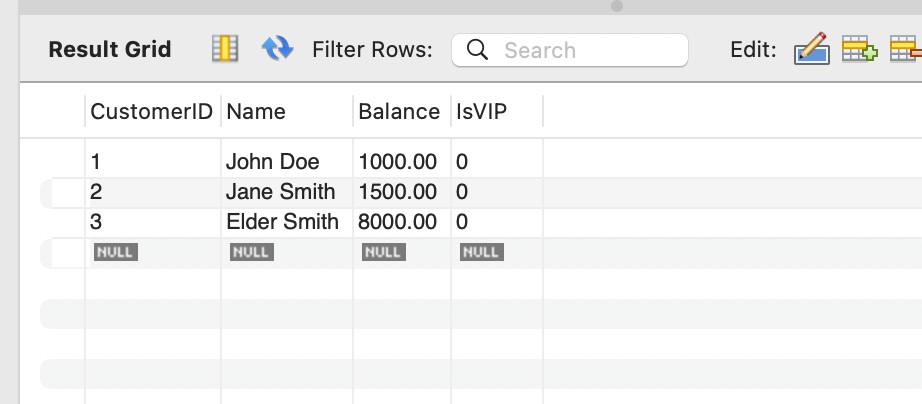 Result Grid Filter Rows: Search Edit:
CustomerID Name Balance IsVIP
1 John Doe 1000.00 0
2 Jane Smith 1500.00 0
3 Elder Smith 8000.00 0
NULL NULL NULL NULL